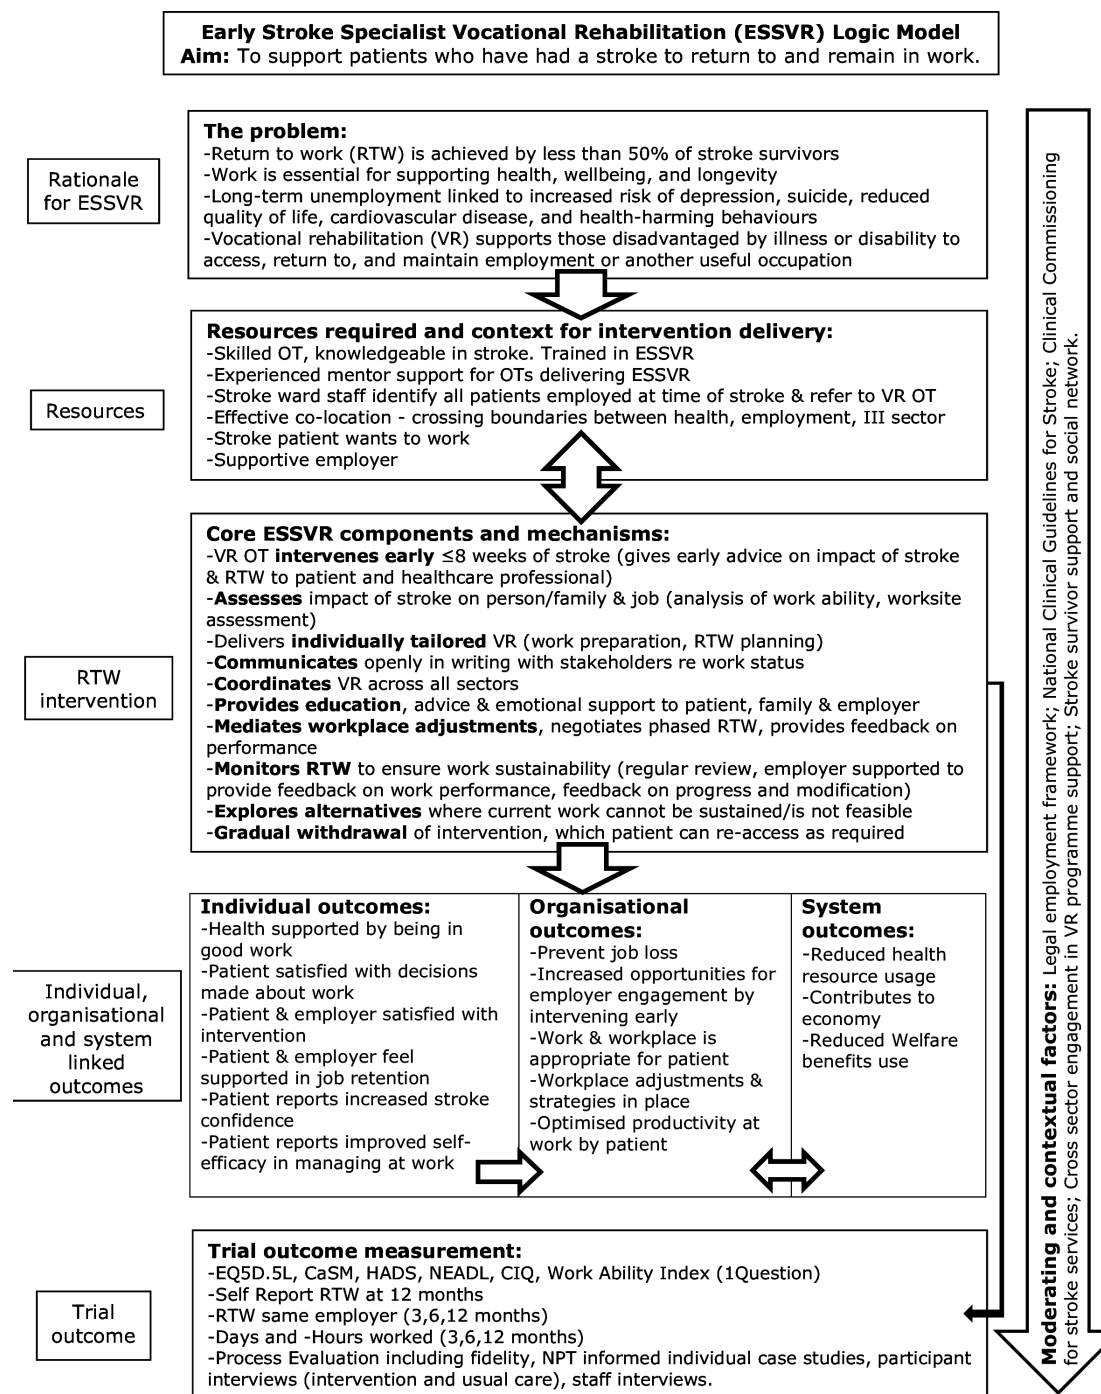 Early Stroke Specialist Vocational Rehabilitation (ESSVR) Logic Model
Aim: To support patients who have had a stroke to return to and remain in work.
Rationale
for ESSVR
The problem:
-Return to work (RTW) is achieved by less than 50% of stroke survivors
-Work is essential for supporting health, wellbeing, and longevity
-Long-term unemployment linked to increased risk of depression, suicide, reduced
quality of life, cardiovascular disease, and health-harming behaviours
-Vocational rehabilitation (VR) supports those disadvantaged by illness or disability to
access, return to, and maintain employment or another useful occupation
Resources
Resources required and context for intervention delivery:
-Skilled OT, knowledgeable in stroke. Trained in ESSVR
-Experienced mentor support for OTs delivering ESSVR
-Stroke ward staff identify all patients employed at time of stroke & refer to VR OT
-Effective co-location - crossing boundaries between health, employment, III sector
-Stroke patient wants to work
-Supportive employer
RTW
intervention
Core ESSVR components and mechanisms:
-VR OT intervenes early ≤8 weeks of stroke (gives early advice on impact of stroke
& RTW to patient and healthcare professional)
-Assesses impact of stroke on person/family & job (analysis of work ability, worksite
assessment)
-Delivers individually tailored VR (work preparation, RTW planning)
-Communicates openly in writing with stakeholders re work status
-Coordinates VR across all sectors
-Provides education, advice & emotional support to patient, family & employer
-Mediates workplace adjustments, negotiates phased RTW, provides feedback on
performance
-Monitors RTW to ensure work sustainability (regular review, employer supported to
provide feedback on work performance, feedback on progress and modification)
-Explores alternatives where current work cannot be sustained/is not feasible
-Gradual withdrawal of intervention, which patient can re-access as required
Individual,
organisational
and system
linked
outcomes
Individual outcomes:
-Health supported by being in
good work
-Patient satisfied with decisions
made about work
-Patient & employer satisfied with
intervention
-Patient & employer feel
supported in job retention
-Patient reports increased stroke
confidence
-Patient reports improved self-
efficacy in managing at work
Organisational
outcomes:
-Prevent job loss
-Increased opportunities for
employer engagement by
intervening early
-Work & workplace is
appropriate for patient
-Workplace adjustments &
strategies in place
-Optimised productivity at
work by patient
System
outcomes:
-Reduced health
resource usage
-Contributes to
economy
-Reduced Welfare
benefits use
Trial
outcome
Trial outcome measurement:
-EQ5D.5L, CaSM, HADS, NEADL, CIQ, Work Ability Index (1Question)
-Self Report RTW at 12 months
-RTW same employer (3,6,12 months)
-Days and -Hours worked (3,6,12 months)
-Process Evaluation including fidelity, NPT informed individual case studies, participant
interviews (intervention and usual care), staff interviews.
Moderating and contextual factors: Legal employment framework; National Clinical Guidelines for Stroke; Clinical Commissioning
for stroke services; Cross sector engagement in VR programme support; Stroke survivor support and social network.